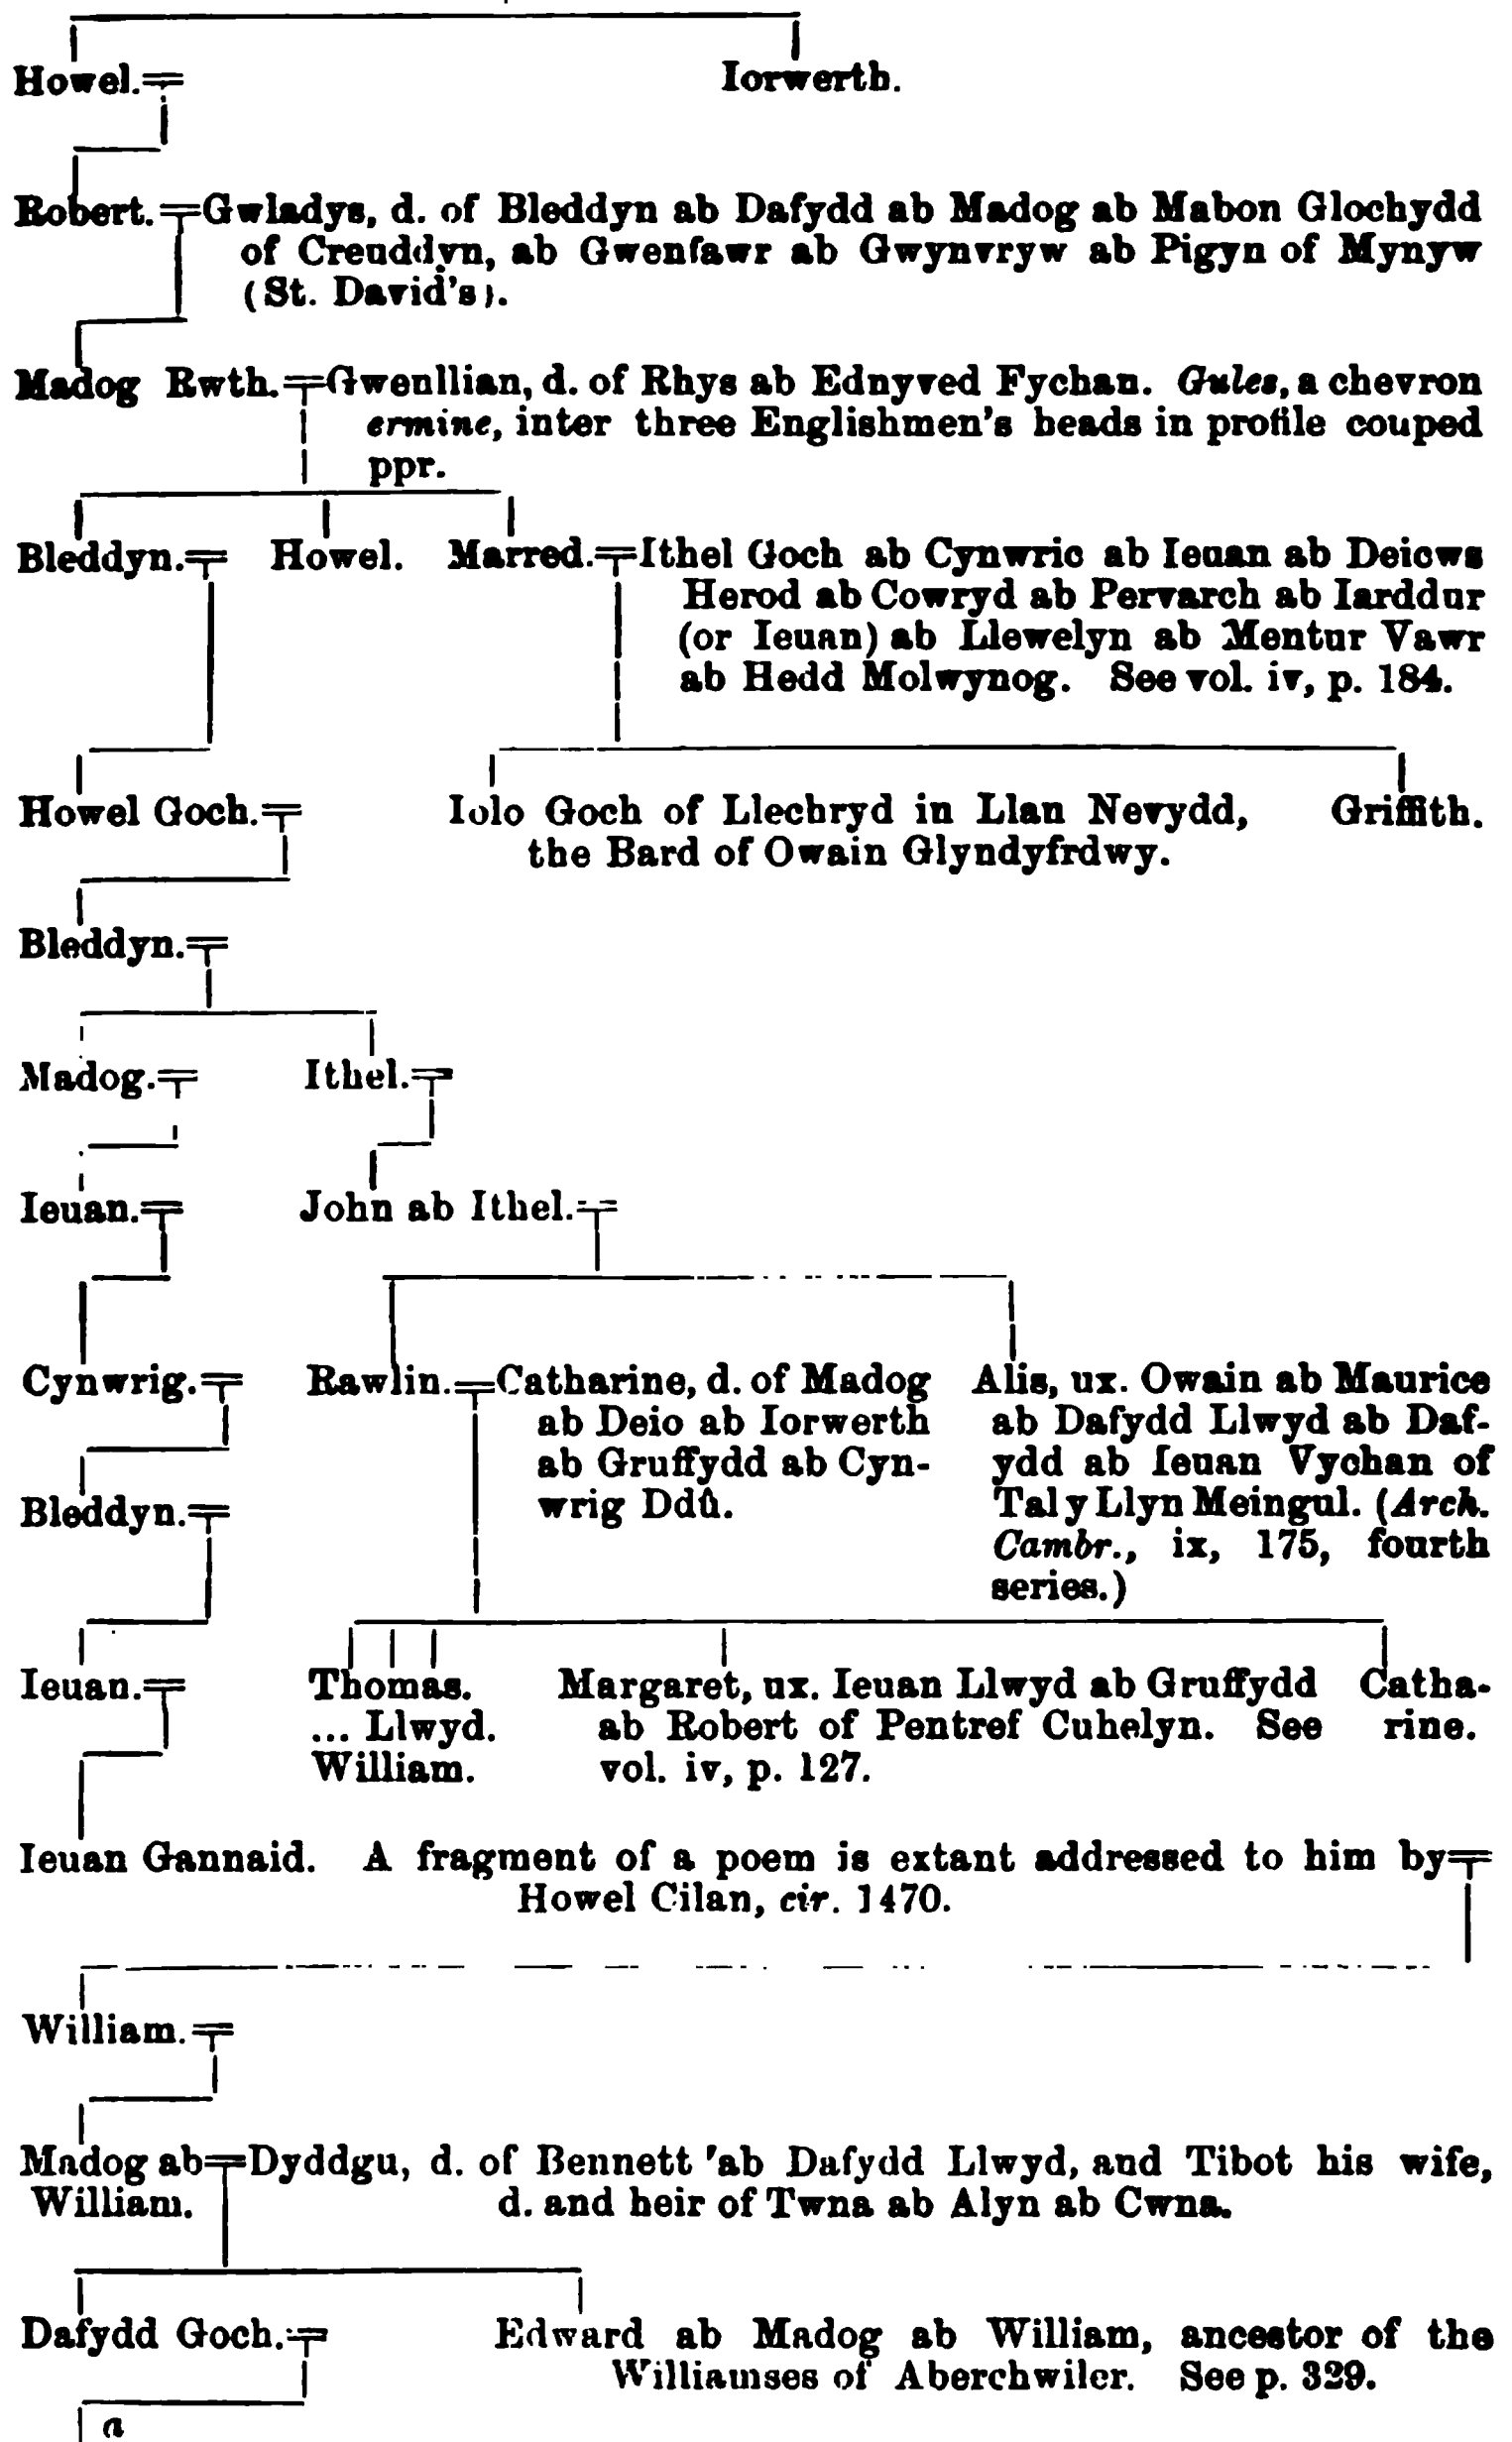 Howel. Iorwerth.
Robert. Gwladys, d. of Bleddyn ab Dafydd ab Madog ab Mabon Glochydd
of Creuddyn, ab Gwenfawr ab Gwynvryw ab Pigyn of Mynyw
(St. David's).
Madog Rwth. Gwenllian, d. of Rhys ab Ednyved Fychan. Gules, a chevron
ermine, inter three Englishmen's heads in profile couped
ppr.
Bleddyn. Howel. Marred. Ithel Goch ab Cynwric ab Ieuan ab Deicws
Herod ab Cowryd ab Pervarch ab Iarddur
(or Ieuan) ab Llewelyn ab Mentur Vawr
ab Hedd Molwynog. See vol. iv, p. 184.
Howel Goch. Iolo Goch of Llechryd in Llan Nevydd, Griffith.
the Bard of Owain Glyndyfrdwy.
Bleddyn.
Madog. Ithel.
Ieuan. John ab Ithel.
Cynwrig. Rawlin. Catharine, d. of Madog Alis, ux. Owain ab Maurice
ab Deio ab Iorwerth ab Dafydd Llwyd ab Daf-
ab Gruffydd ab Cyn- ydd ab Ieuan Vychan of
Bleddyn. wrig Ddû. Tal y Llyn Meingul. (Arch.
Cambr., ix, 175, fourth
series.)
Ieuan. Thomas. Margaret, ux. Ieuan Llwyd ab Gruffydd Catha-
... Llwyd. ab Robert of Pentref Cuhelyn. See rine.
William. vol. iv, p. 127.
Ieuan Gannaid. A fragment of a poem is extant addressed to him by
Howel Cilan, cir. 1470.
William.
Madog ab Dyddgu, d. of Bennett 'ab Dafydd Llwyd, and Tibot his wife,
William. d. and heir of Twna ab Alyn ab Cwna.
Dafydd Goch. Edward ab Madog ab William, ancestor of the
Williamses of Aberchwiler. See p. 329.
a